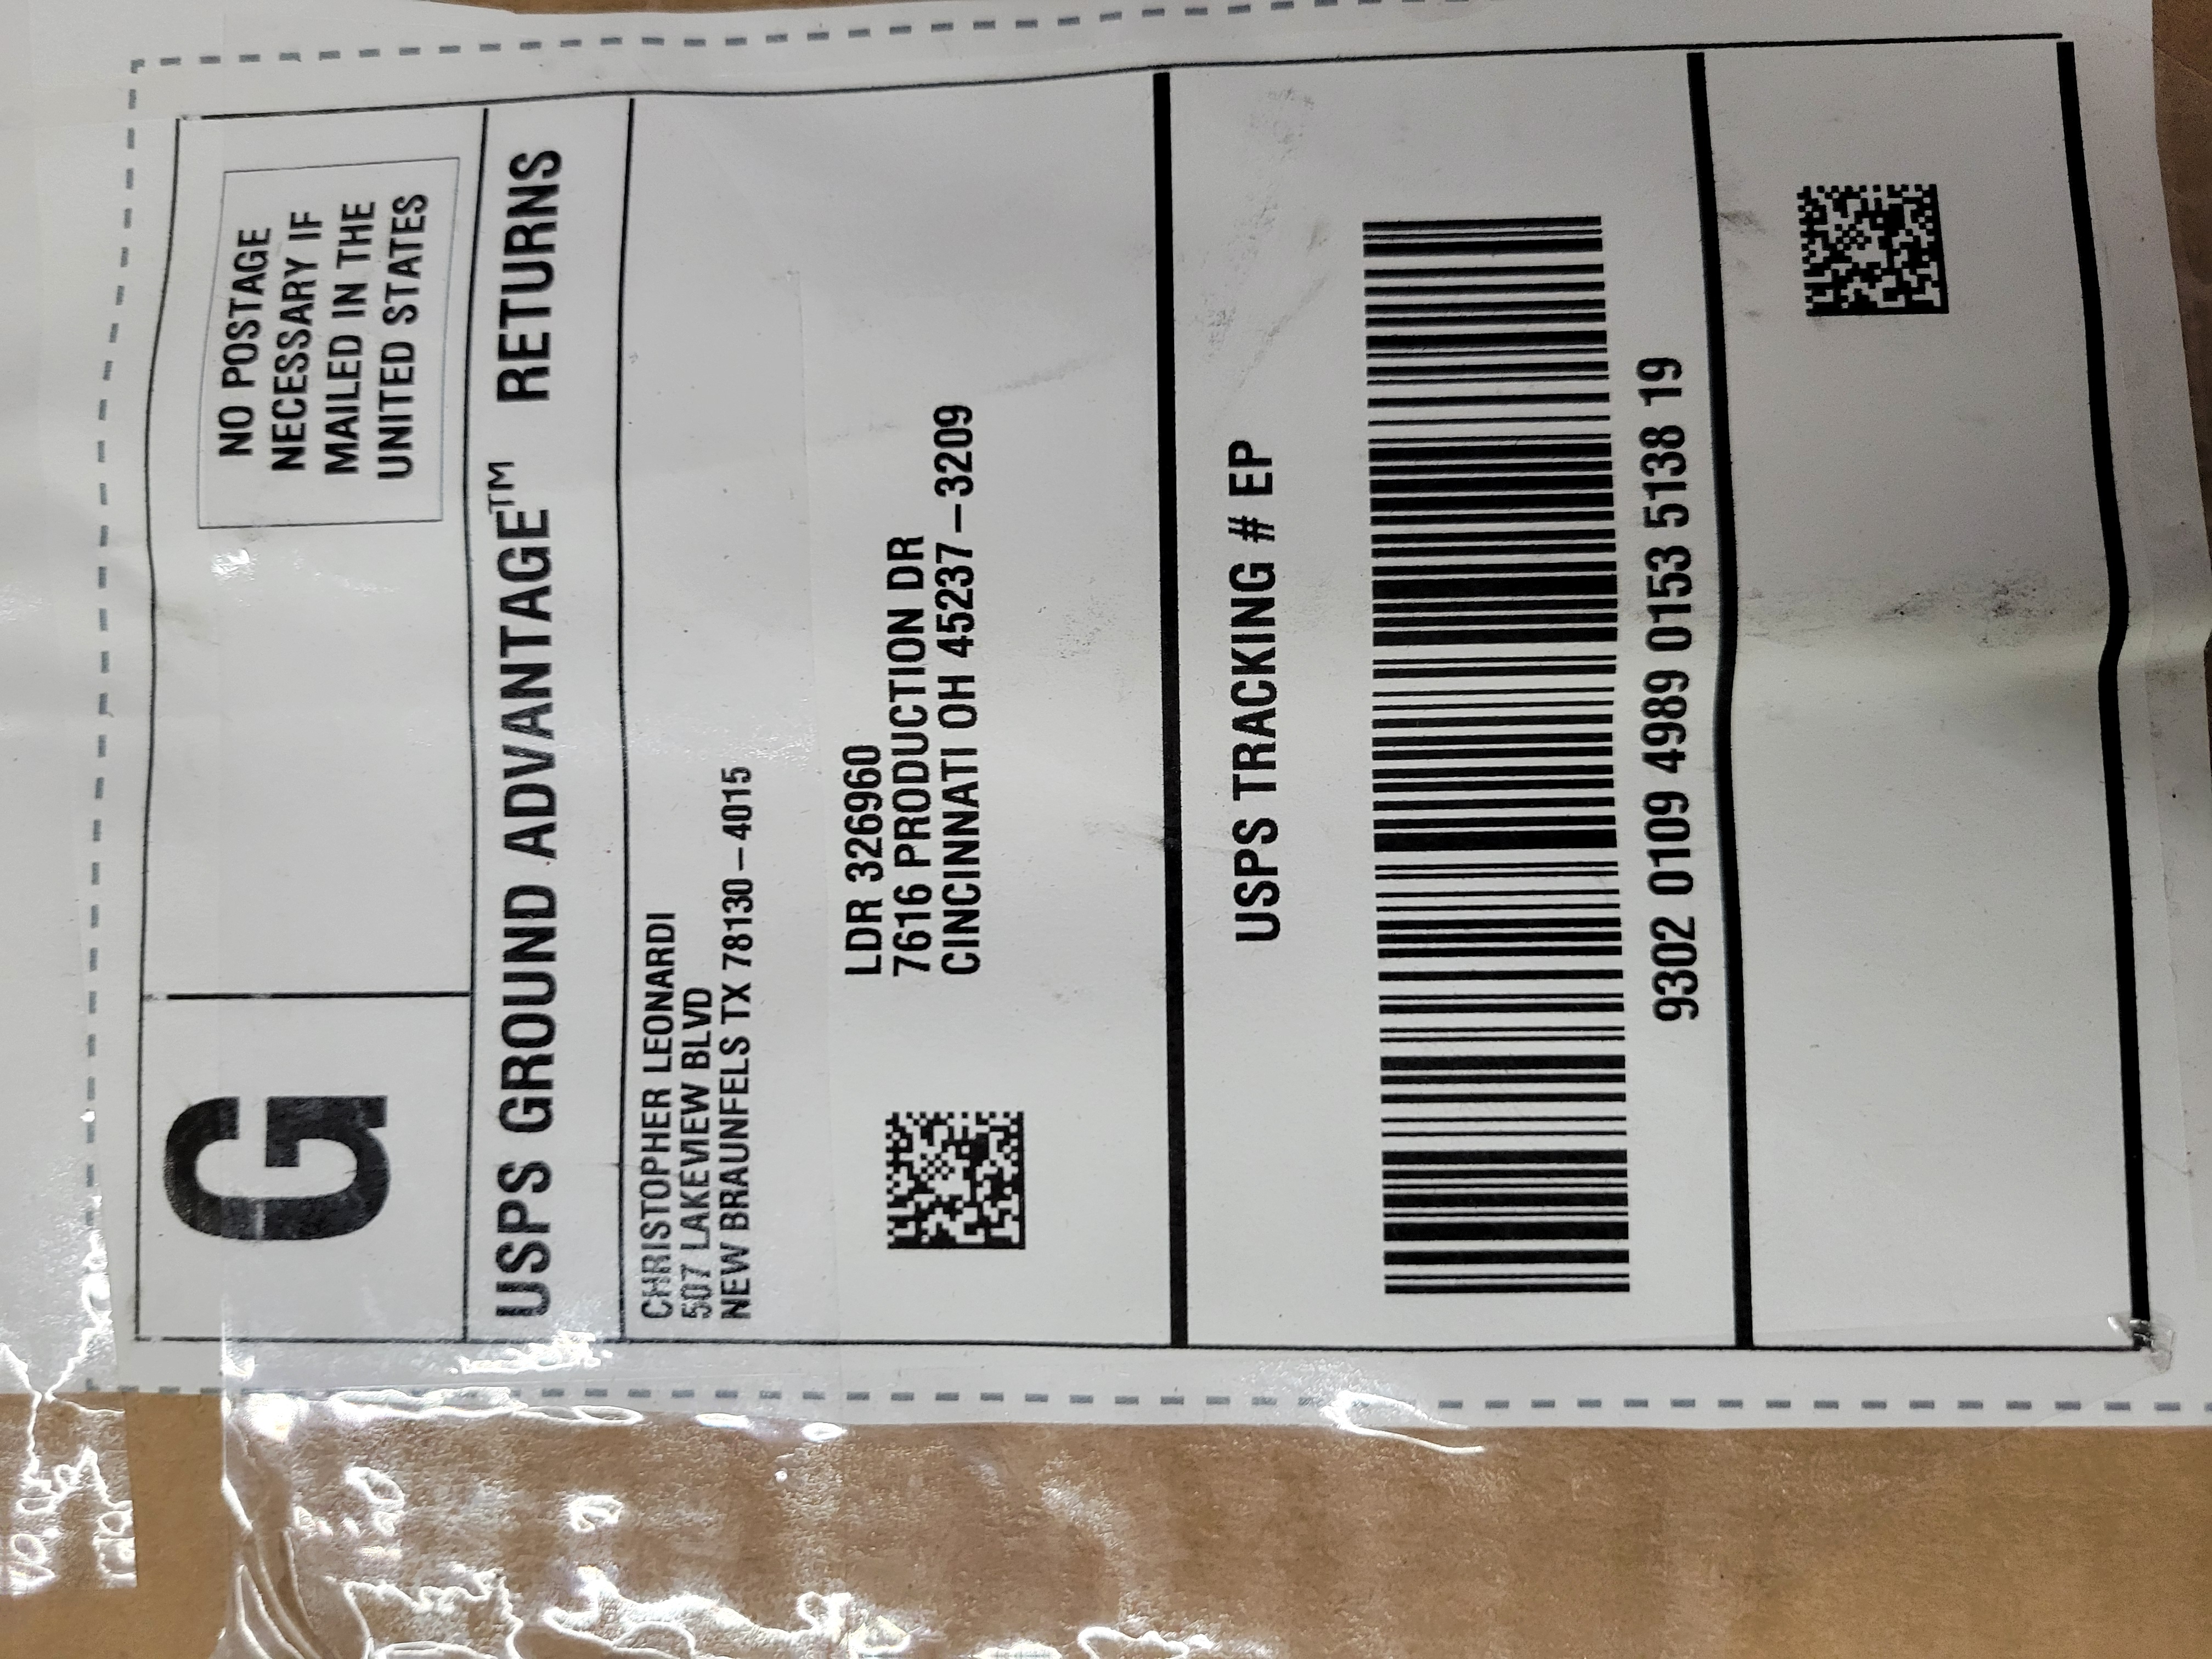 G
NO POSTAGE
NECESSARY IF
MAILED IN THE
UNITED STATES
USPS GROUND ADVANTAGE™ RETURNS
CHRISTOPHER LEONARDI
507 LAKEVIEW BLVD
NEW BRAUNFELS TX 78130-4015
LDR 326960
7616 PRODUCTION DR
CINCINNATI OH 45237-3209
USPS TRACKING # EP
9302 0109 4989 0153 5138 19